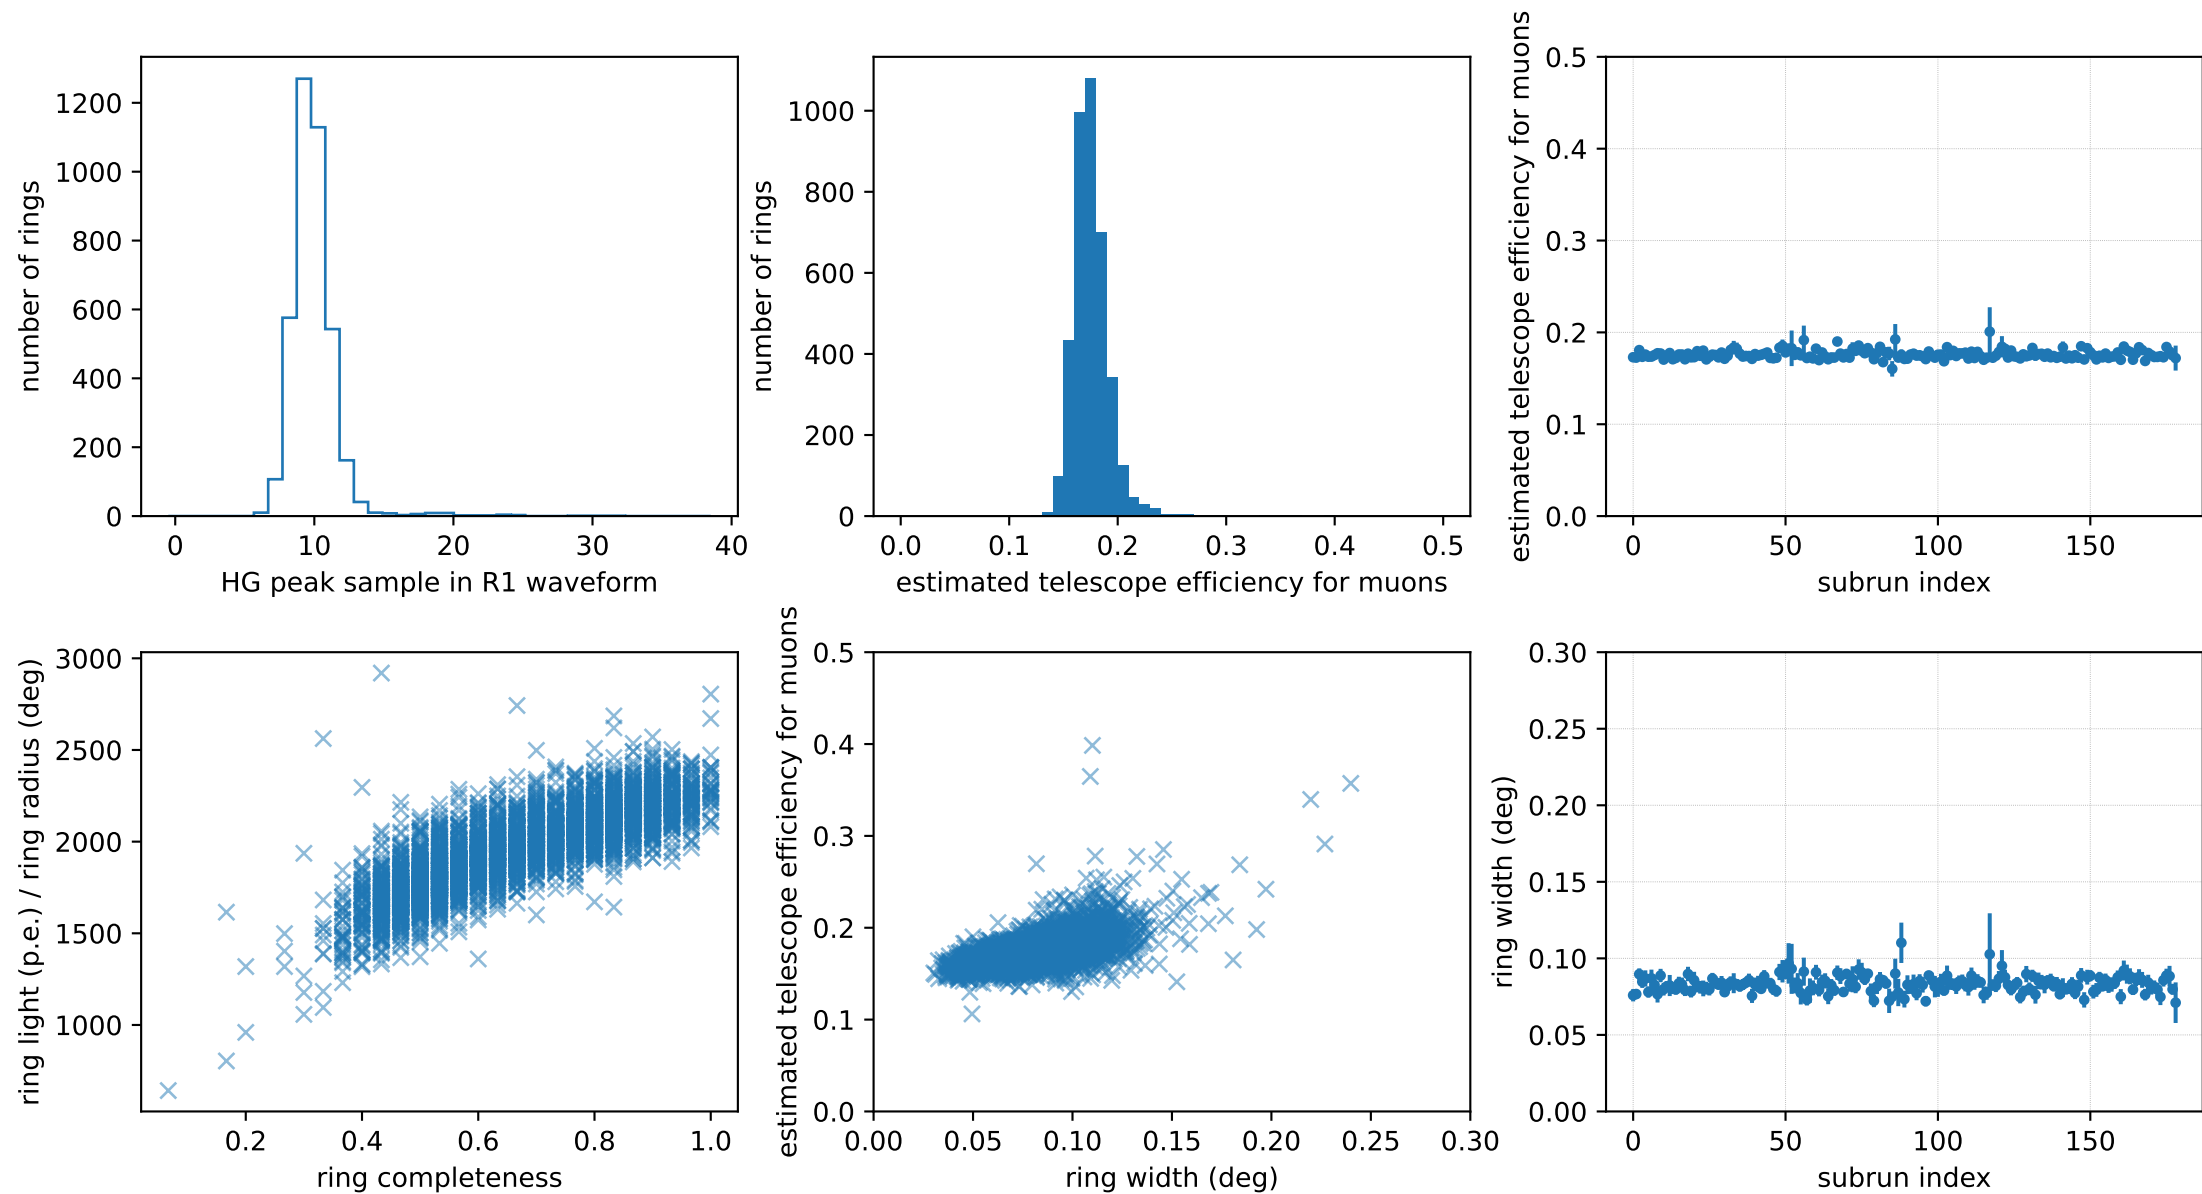 number of rings
1200
1000
800
600
400
200
0
0 10 20 30 40
HG peak sample in R1 waveform
number of rings
1000
800
600
400
200
0
0.0 0.1 0.2 0.3 0.4 0.5
estimated telescope efficiency for muons
estimated telescope efficiency for muons
0.5
0.4
0.3
0.2
0.1
0.0
0 50 100 150
subrun index
ring light (p.e.) / ring radius (deg)
3000
2500
2000
1500
1000
0.2 0.4 0.6 0.8 1.0
ring completeness
estimated telescope efficiency for muons
0.5
0.4
0.3
0.2
0.1
0.0
0.00 0.05 0.10 0.15 0.20 0.25 0.30
ring width (deg)
ring width (deg)
0.30
0.25
0.20
0.15
0.10
0.05
0.00
0 50 100 150
subrun index